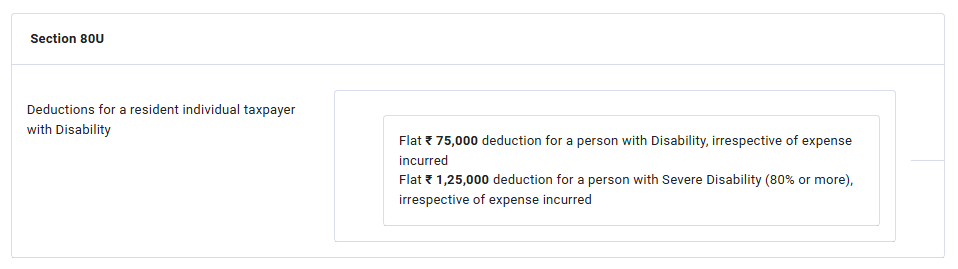 Section 80U
Deductions for a resident individual taxpayer
with Disability
Flat ₹ 75,000 deduction for a person with Disability, irrespective of expense
incurred
Flat ₹ 1,25,000 deduction for a person with Severe Disability (80% or more),
irrespective of expense incurred